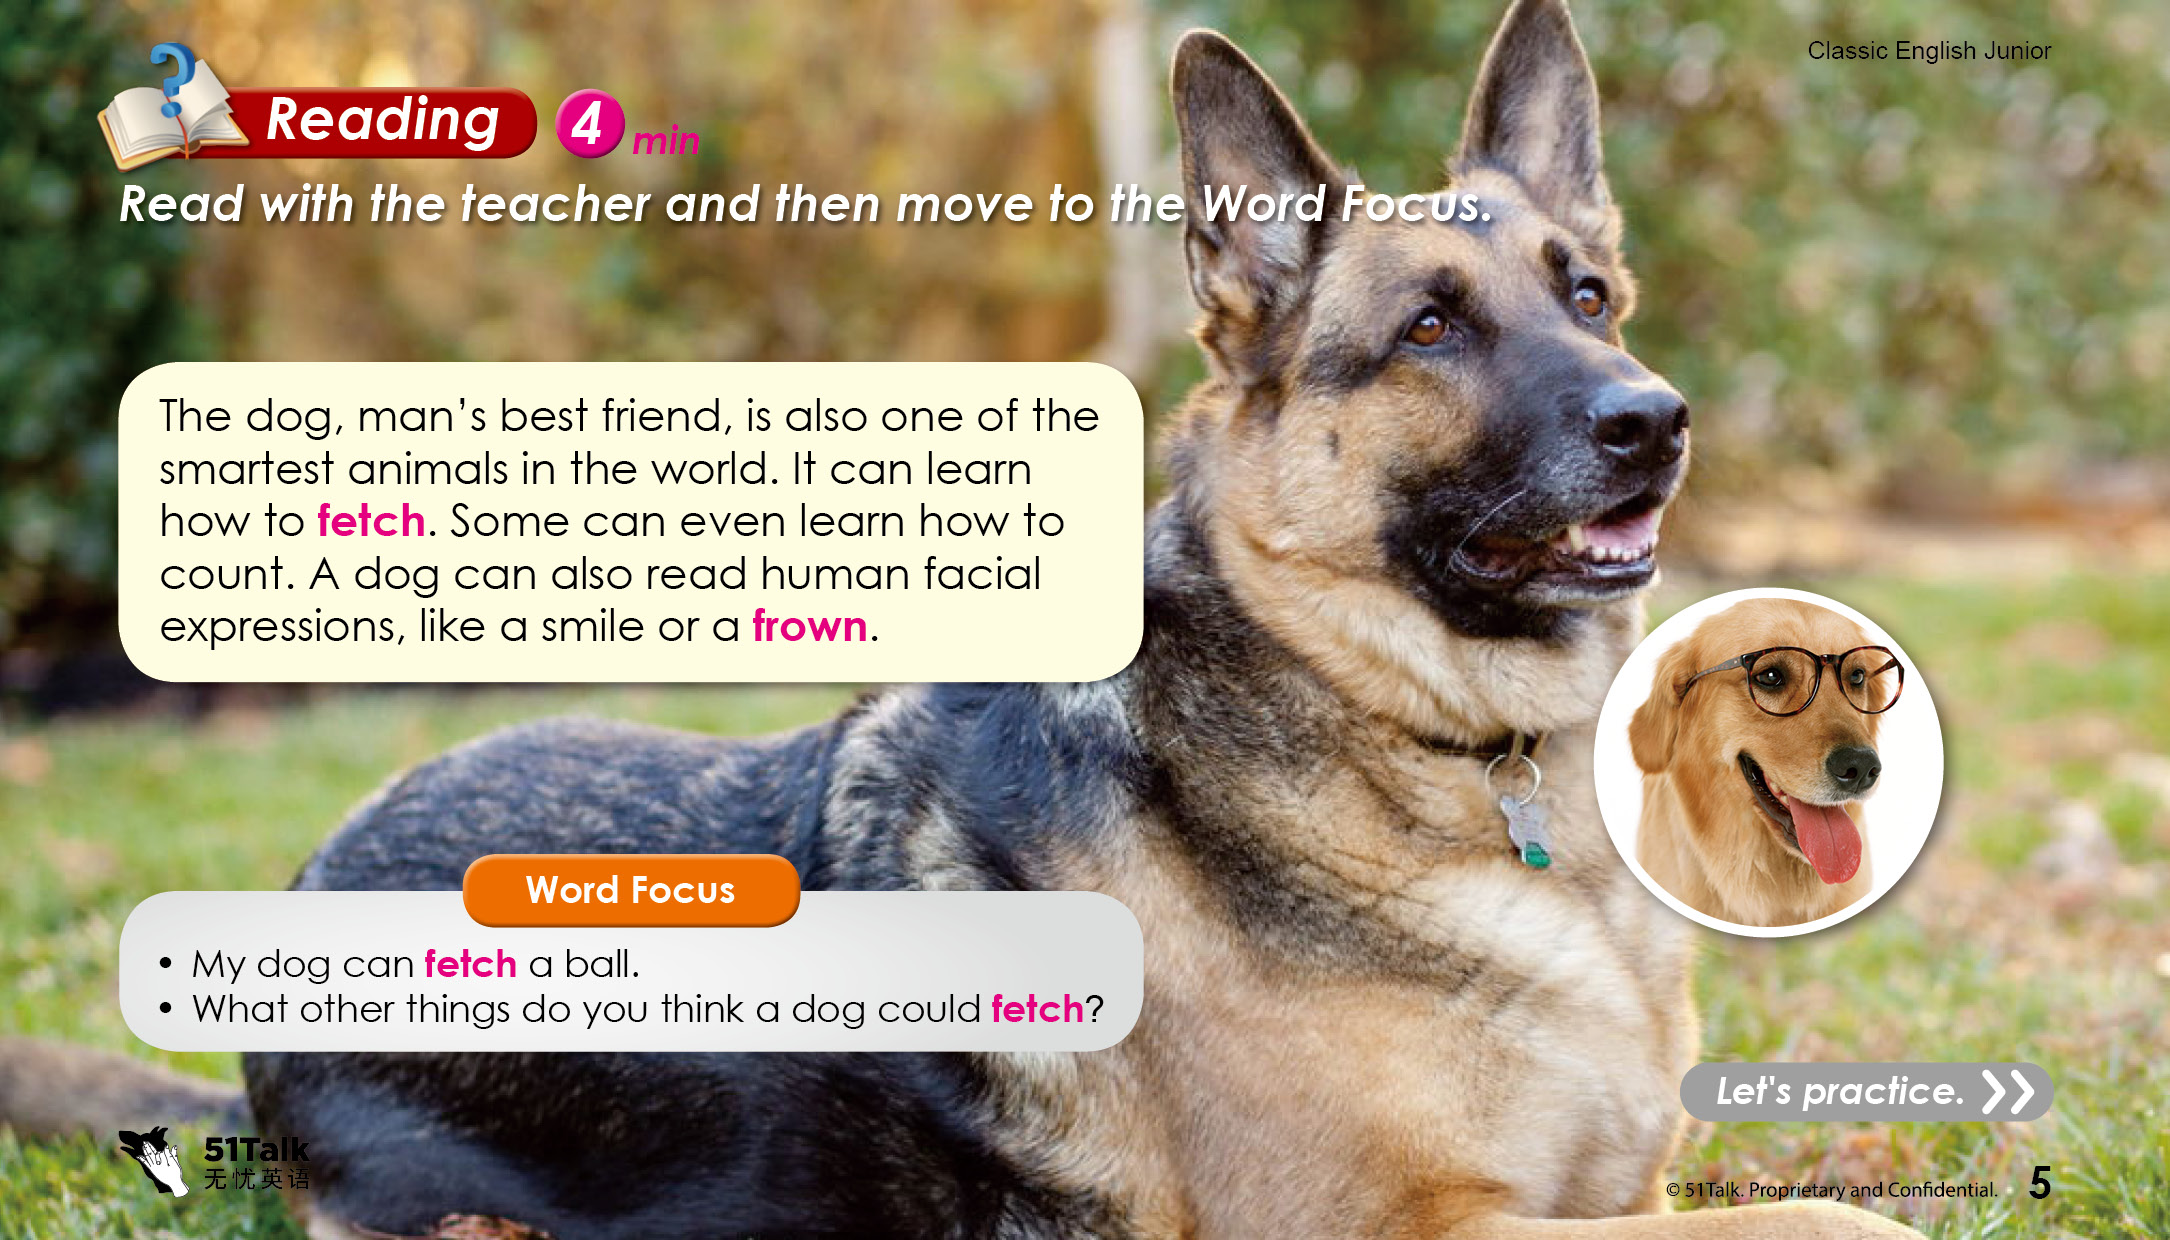 Classic English Junior
Reading 4 min
Read with the teacher and then move to the Word Focus.
The dog, man's best friend, is also one of the
smartest animals in the world. It can learn
how to fetch. Some can even learn how to
count. A dog can also read human facial
expressions, like a smile or a frown.
Word Focus
• My dog can fetch a ball.
• What other things do you think a dog could fetch?
Let's practice.
51Talk
无忧英语
© 51Talk. Proprietary and Confidential. 5